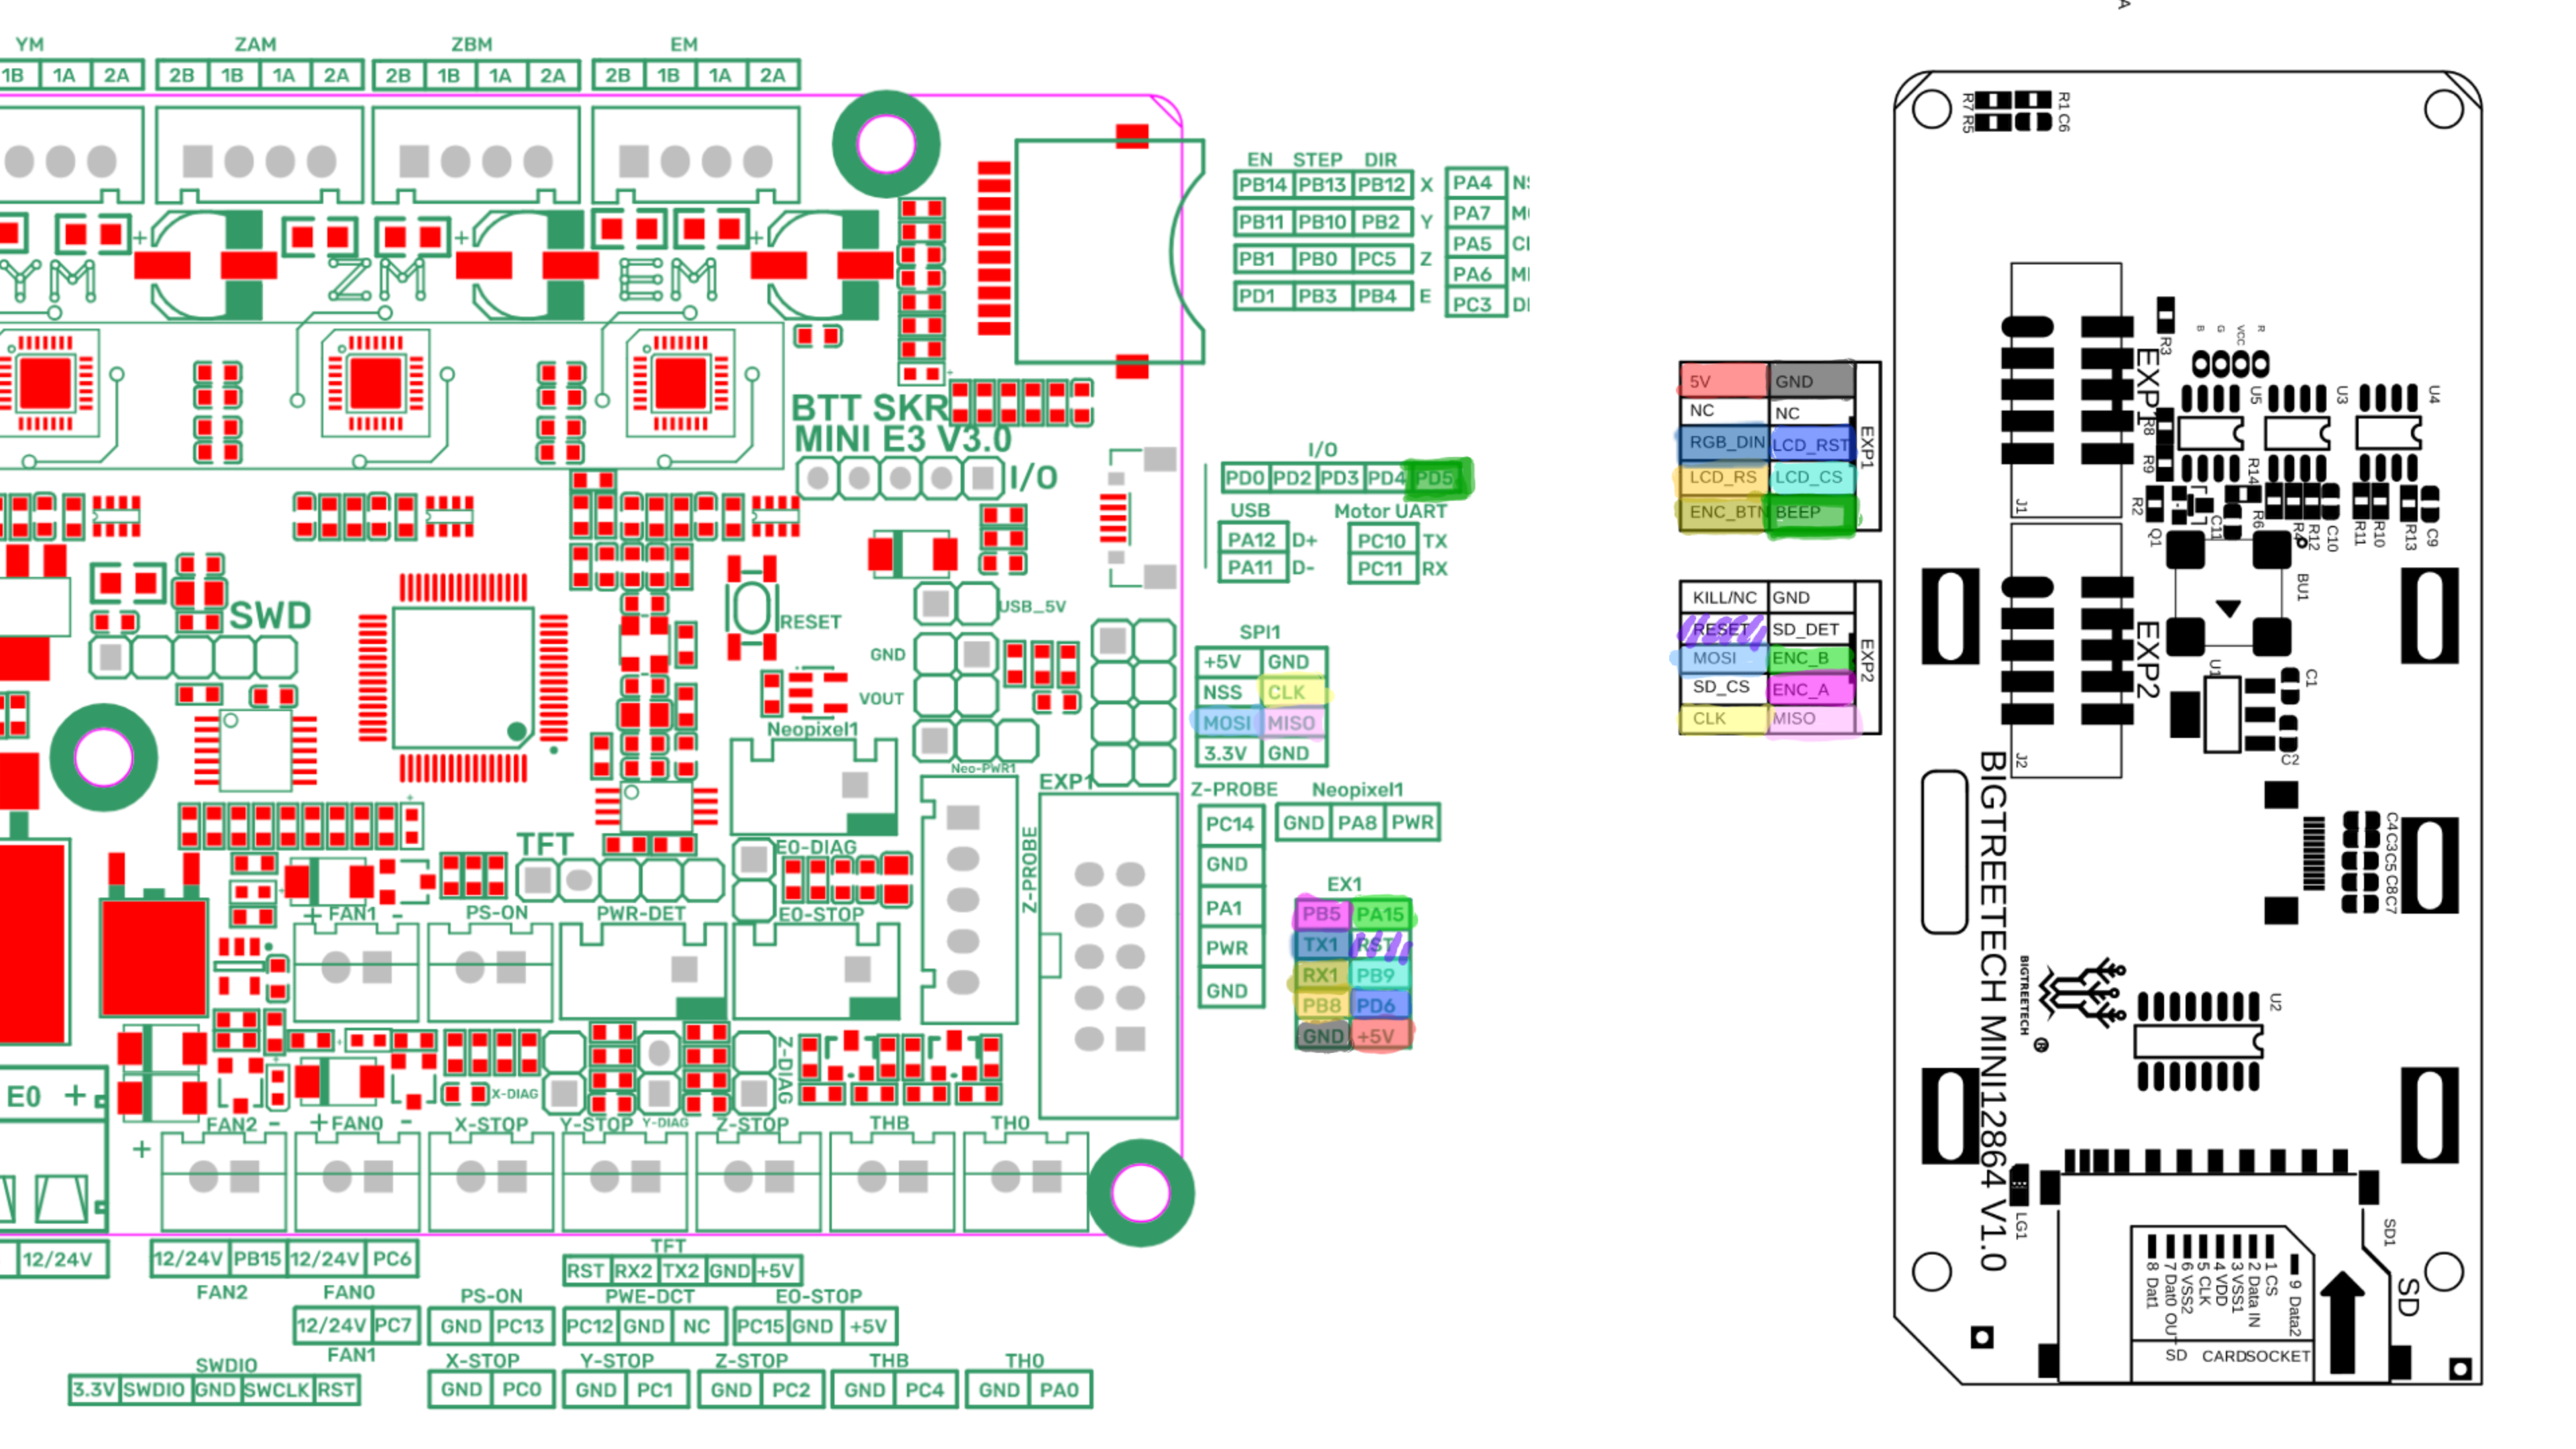 YM ZAM ZBM EM
1B 1A 2A 2B 1B 1A 2A 2B 1B 1A 2A 2B 1B 1A 2A
YM ZM EM
BTT SKR
MINI E3 V3.0
I/O
SWD
RESET
USB_5V
GND
VOUT
Neopixel1
Neo-PWR1
EXP1
TFT
E0-DIAG
Z-PROBE
+ FAN1 -
PS-ON
PWR-DET
E0-STOP
X-DIAG
Z-DIAG
E0 +
FAN2 -
+ FAN0 -
X-STOP
Y-STOP
Y-DIAG
Z-STOP
THB
TH0
12/24V
12/24V PB15 12/24V PC6
FAN2 FAN0
12/24V PC7
FAN1
TFT
RST RX2 TX2 GND +5V
PS-ON PWE-DCT EO-STOP
GND PC13 PC12 GND NC PC15 GND +5V
SWDIO
3.3V SWDIO GND SWCLK RST
X-STOP Y-STOP Z-STOP THB TH0
GND PC0 GND PC1 GND PC2 GND PC4 GND PA0
EN STEP DIR
PB14 PB13 PB12 X
PB11 PB10 PB2 Y
PB1 PB0 PC5 Z
PD1 PB3 PB4 E
PA4
PA7
PA5
PA6
PC3
I/O
PD0 PD2 PD3 PD4 PD5
USB
PA12 D+
PA11 D-
Motor UART
PC10 TX
PC11 RX
SPI1
+5V GND
NSS CLK
MOSI MISO
3.3V GND
Z-PROBE
PC14
GND
PA1
PWR
GND
Neopixel1
GND PA8 PWR
EX1
PB5 PA15
TX1 RST
RX1 PB9
PB8 PD6
GND +5V
5V GND
NC NC
RGB_DIN LCD_RST
LCD_RS LCD_CS
ENC_BTN BEEP
EXP1
KILL/NC GND
RESET SD_DET
MOSI ENC_B
SD_CS ENC_A
CLK MISO
EXP2
A
R7 R5
R1 C6
B G VCC R
R3
EXP1
R8
R9
J1
U5
U3
U4
R14
R2
Q1
C11
R6
R4
R12
C10
R11
R10
R13
C9
BU1
EXP2
J2
U1
C1
C2
C4 C3 C5 C8 C7
BIGTREETECH MINI12864 V1.0
BIGTREETECH
®
U2
LG1
SD1
SD
8 Dat1
7 Dat0 OUT
6 VSS2
5 CLK
4 VDD
3 VSS1
2 Data IN
1 CS
9 Data2
SD CARDSOCKET